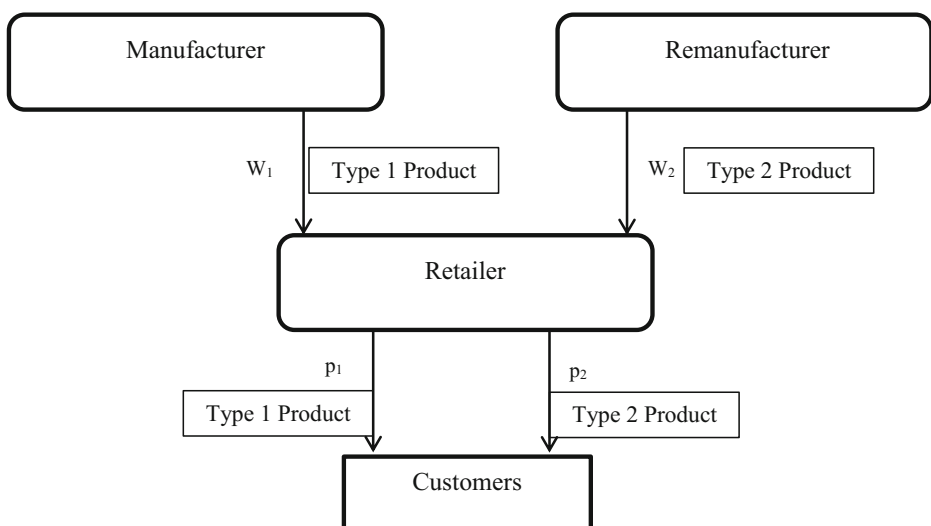 Manufacturer
Remanufacturer
W₁
Type 1 Product
W₂
Type 2 Product
Retailer
p₁
Type 1 Product
p₂
Type 2 Product
Customers